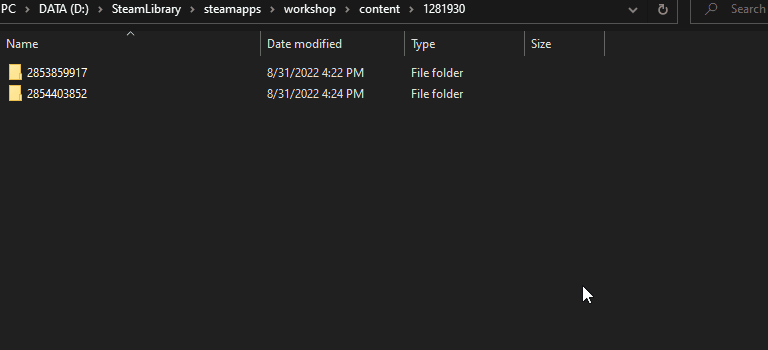 PC > DATA (D:) > SteamLibrary > steamapps > workshop > content > 1281930 Search
Name Date modified Type Size
2853859917 8/31/2022 4:22 PM File folder
2854403852 8/31/2022 4:24 PM File folder